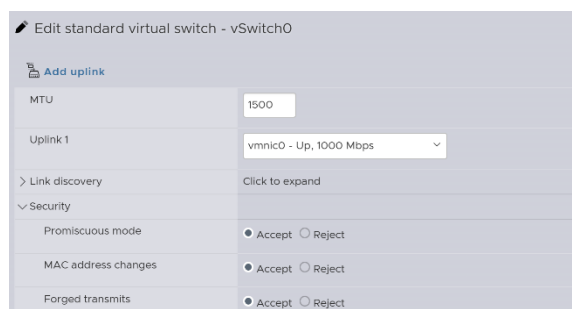 Edit standard virtual switch - vSwitch0
Add uplink
MTU 1500
Uplink 1 vmnic0 - Up, 1000 Mbps
Link discovery Click to expand
Security
Promiscuous mode Accept Reject
MAC address changes Accept Reject
Forged transmits Accept Reject